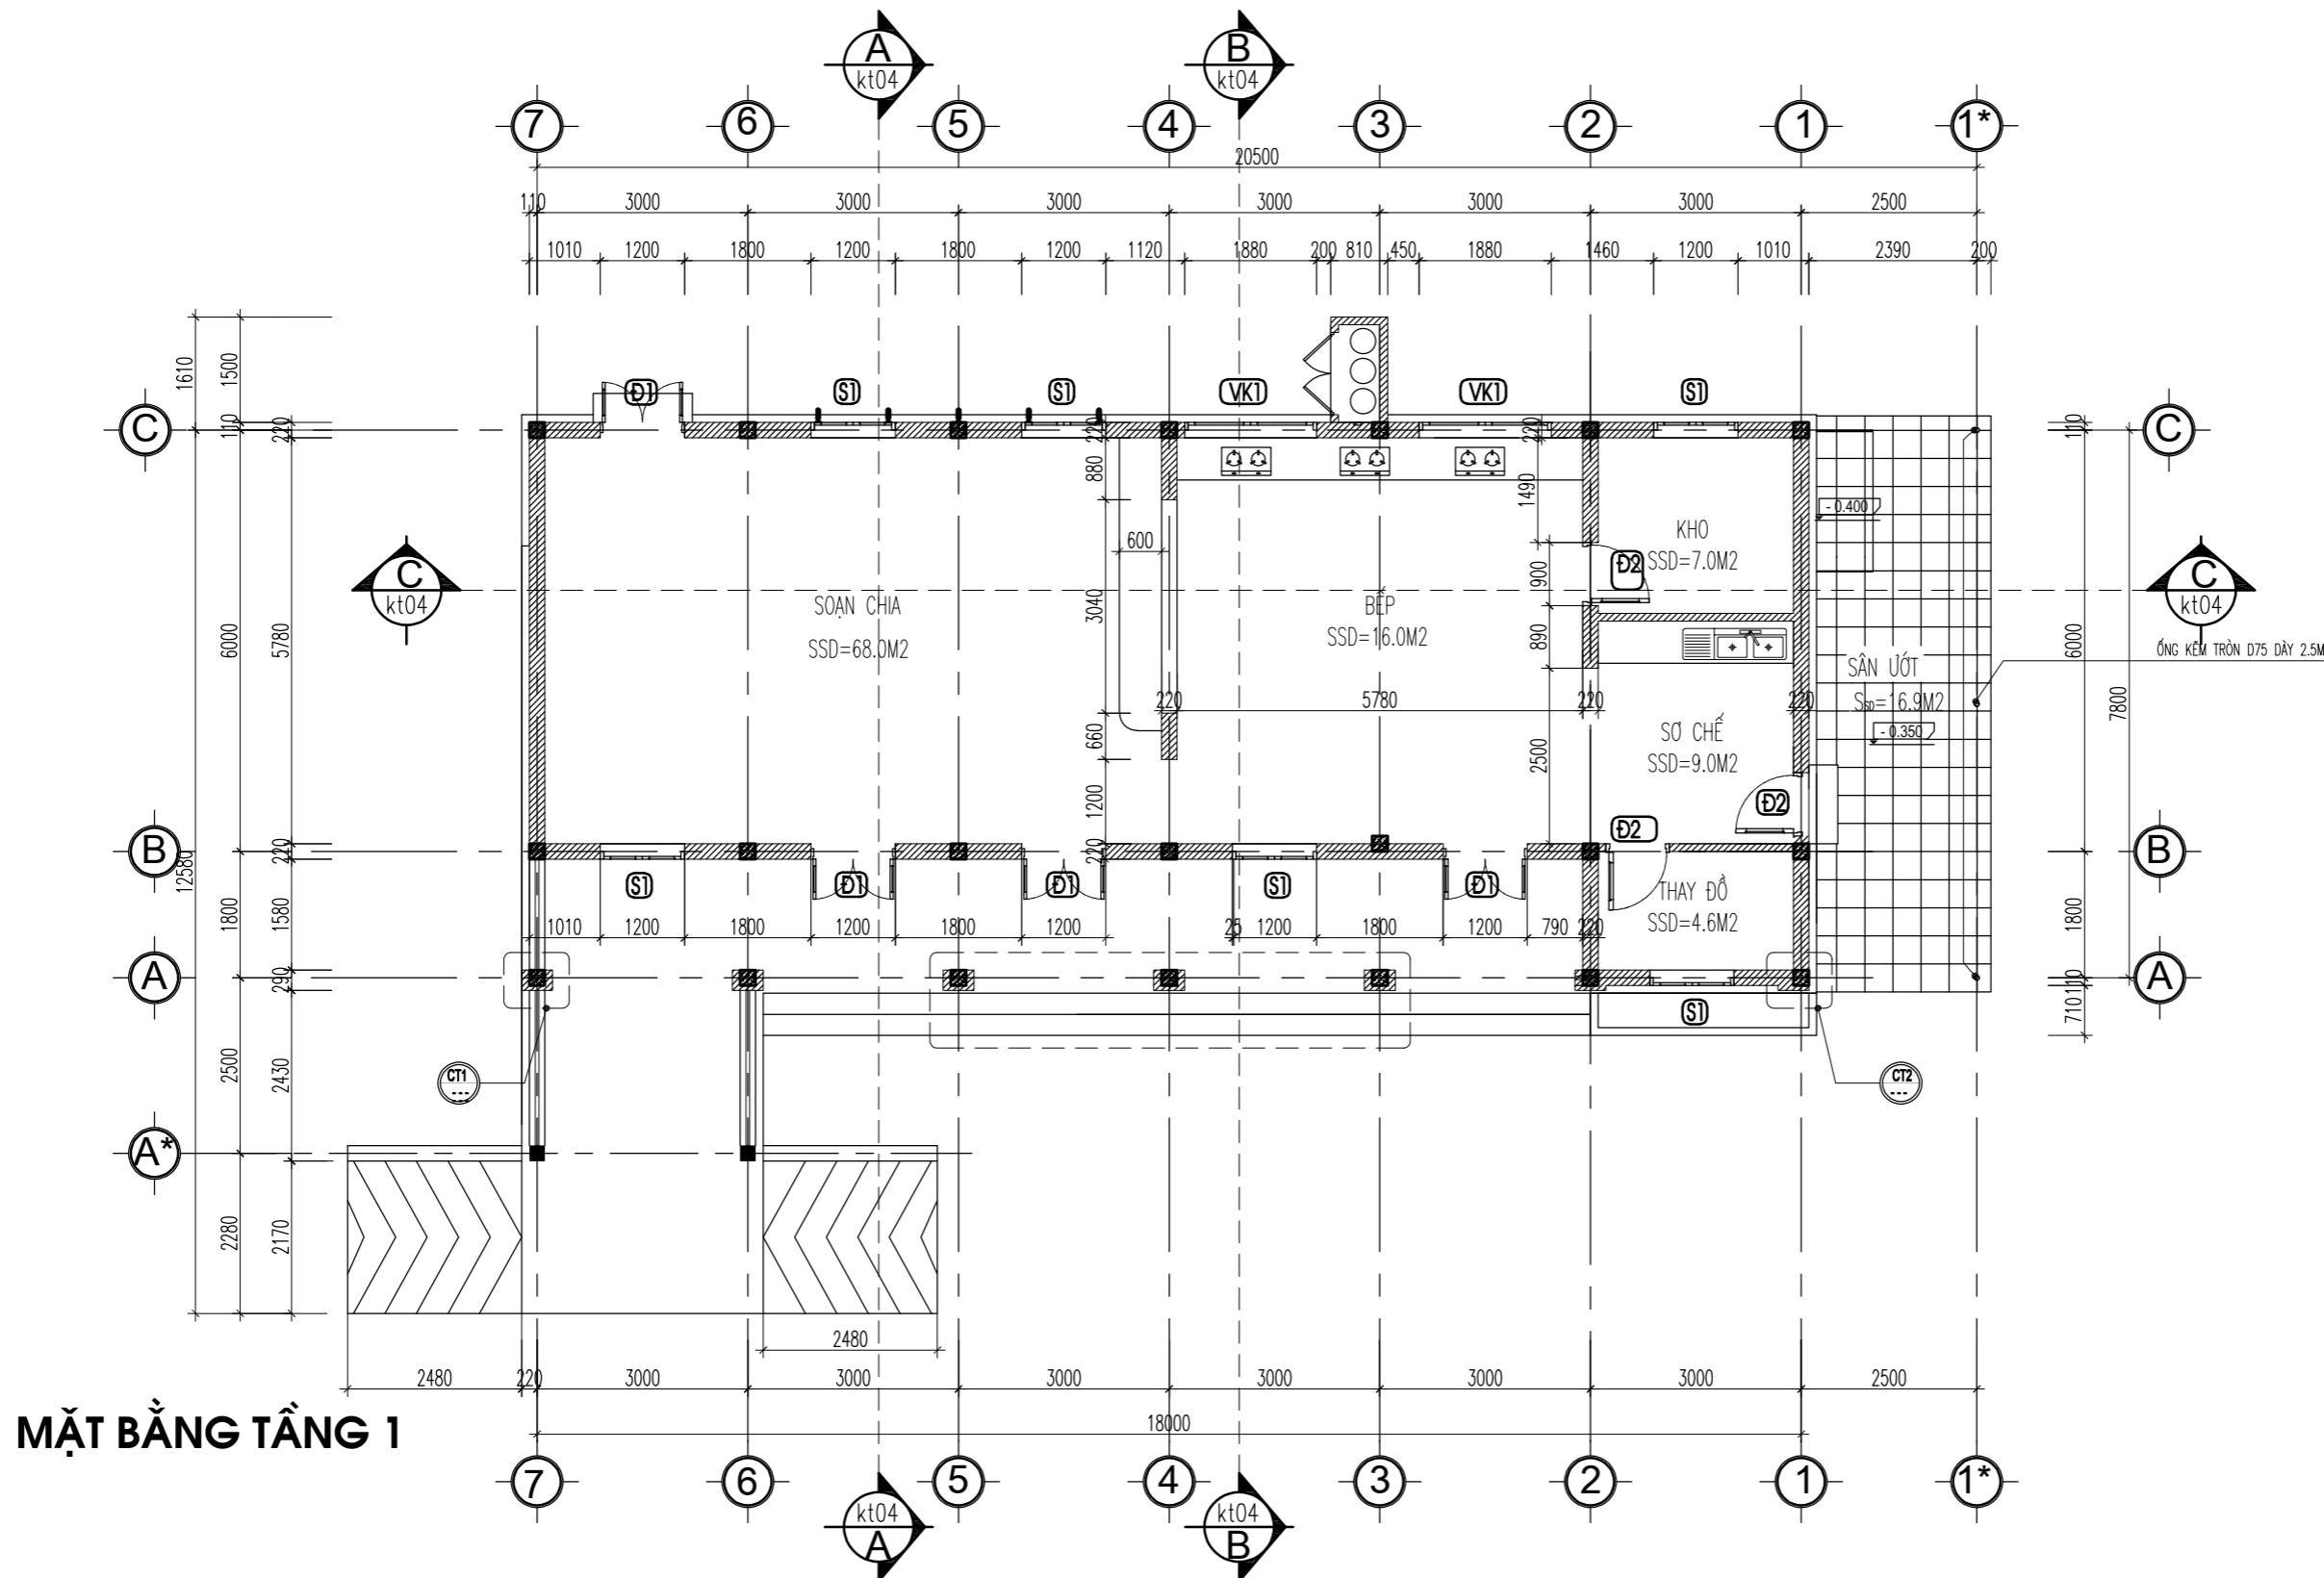 A
kt04
B
kt04
7
6
5
4
3
2
1
1*
20500
110
3000
3000
3000
3000
3000
3000
2500
1010
1200
1800
1200
1800
1200
1120
1880
200
810
450
1880
1460
1200
1010
2390
200
1610
1500
Đ1
S1
S1
VK1
VK1
S1
C
110
220
220
220
110
C
880
1490
- 0.400
KHO
SSD=7.0M2
Đ2
600
900
C
kt04
C
kt04
SOẠN CHIA
SSD=68.0M2
3040
BẾP
SSD=16.0M2
6000
5780
890
6000
ỐNG KẼM TRÒN D75 DÀY 2.5M
SÂN ƯỚT
SSD=16.9M2
220
5780
220
220
7800
660
SƠ CHẾ
SSD=9.0M2
- 0.350
2500
1200
Đ2
Đ2
B
220
220
B
12580
S1
Đ1
Đ1
S1
Đ1
THAY ĐỒ
SSD=4.6M2
1800
1580
1010
1200
1800
1200
1800
1200
25
1200
1800
1200
790
220
1800
A
290
110
A
S1
710
2500
2430
CT1
---
CT2
---
A*
2280
2170
2480
2480
220
3000
3000
3000
3000
3000
3000
2500
18000
MẶT BẰNG TẦNG 1
7
6
5
4
3
2
1
1*
kt04
A
kt04
B